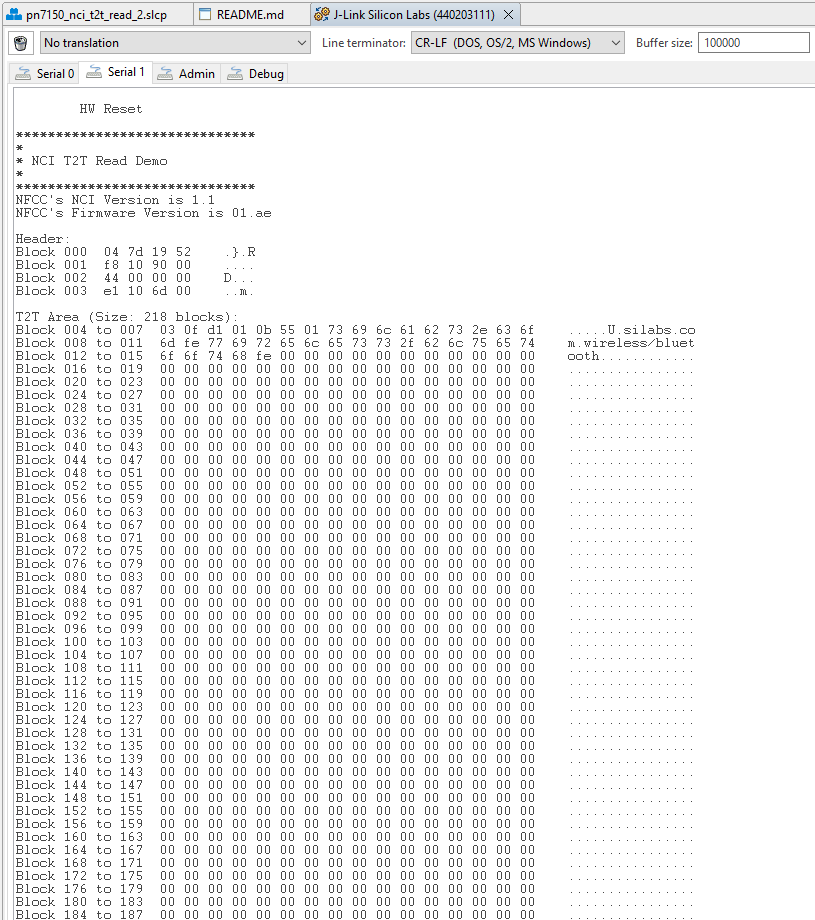 pn7150_nci_t2t_read_2.slcp README.md J-Link Silicon Labs (440203111)
No translation Line terminator: CR-LF (DOS, OS/2, MS Windows) Buffer size: 100000
Serial 0 Serial 1 Admin Debug
HW Reset
******************************
*
* NCI T2T Read Demo
*
******************************
NFCC's NCI Version is 1.1
NFCC's Firmware Version is 01.ae
Header:
Block 000 04 7d 19 52 .}.R
Block 001 f8 10 90 00 ....
Block 002 44 00 00 00 D...
Block 003 e1 10 6d 00 ..m.
T2T Area (Size: 218 blocks):
Block 004 to 007 03 0f d1 01 0b 55 01 73 69 6c 61 62 73 2e 63 6f .....U.silabs.co
Block 008 to 011 6d fe 77 69 72 65 6c 65 73 73 2f 62 6c 75 65 74 m.wireless/bluet
Block 012 to 015 6f 6f 74 68 fe 00 00 00 00 00 00 00 00 00 00 00 ooth............
Block 016 to 019 00 00 00 00 00 00 00 00 00 00 00 00 00 00 00 00 ................
Block 020 to 023 00 00 00 00 00 00 00 00 00 00 00 00 00 00 00 00 ................
Block 024 to 027 00 00 00 00 00 00 00 00 00 00 00 00 00 00 00 00 ................
Block 028 to 031 00 00 00 00 00 00 00 00 00 00 00 00 00 00 00 00 ................
Block 032 to 035 00 00 00 00 00 00 00 00 00 00 00 00 00 00 00 00 ................
Block 036 to 039 00 00 00 00 00 00 00 00 00 00 00 00 00 00 00 00 ................
Block 040 to 043 00 00 00 00 00 00 00 00 00 00 00 00 00 00 00 00 ................
Block 044 to 047 00 00 00 00 00 00 00 00 00 00 00 00 00 00 00 00 ................
Block 048 to 051 00 00 00 00 00 00 00 00 00 00 00 00 00 00 00 00 ................
Block 052 to 055 00 00 00 00 00 00 00 00 00 00 00 00 00 00 00 00 ................
Block 056 to 059 00 00 00 00 00 00 00 00 00 00 00 00 00 00 00 00 ................
Block 060 to 063 00 00 00 00 00 00 00 00 00 00 00 00 00 00 00 00 ................
Block 064 to 067 00 00 00 00 00 00 00 00 00 00 00 00 00 00 00 00 ................
Block 068 to 071 00 00 00 00 00 00 00 00 00 00 00 00 00 00 00 00 ................
Block 072 to 075 00 00 00 00 00 00 00 00 00 00 00 00 00 00 00 00 ................
Block 076 to 079 00 00 00 00 00 00 00 00 00 00 00 00 00 00 00 00 ................
Block 080 to 083 00 00 00 00 00 00 00 00 00 00 00 00 00 00 00 00 ................
Block 084 to 087 00 00 00 00 00 00 00 00 00 00 00 00 00 00 00 00 ................
Block 088 to 091 00 00 00 00 00 00 00 00 00 00 00 00 00 00 00 00 ................
Block 092 to 095 00 00 00 00 00 00 00 00 00 00 00 00 00 00 00 00 ................
Block 096 to 099 00 00 00 00 00 00 00 00 00 00 00 00 00 00 00 00 ................
Block 100 to 103 00 00 00 00 00 00 00 00 00 00 00 00 00 00 00 00 ................
Block 104 to 107 00 00 00 00 00 00 00 00 00 00 00 00 00 00 00 00 ................
Block 108 to 111 00 00 00 00 00 00 00 00 00 00 00 00 00 00 00 00 ................
Block 112 to 115 00 00 00 00 00 00 00 00 00 00 00 00 00 00 00 00 ................
Block 116 to 119 00 00 00 00 00 00 00 00 00 00 00 00 00 00 00 00 ................
Block 120 to 123 00 00 00 00 00 00 00 00 00 00 00 00 00 00 00 00 ................
Block 124 to 127 00 00 00 00 00 00 00 00 00 00 00 00 00 00 00 00 ................
Block 128 to 131 00 00 00 00 00 00 00 00 00 00 00 00 00 00 00 00 ................
Block 132 to 135 00 00 00 00 00 00 00 00 00 00 00 00 00 00 00 00 ................
Block 136 to 139 00 00 00 00 00 00 00 00 00 00 00 00 00 00 00 00 ................
Block 140 to 143 00 00 00 00 00 00 00 00 00 00 00 00 00 00 00 00 ................
Block 144 to 147 00 00 00 00 00 00 00 00 00 00 00 00 00 00 00 00 ................
Block 148 to 151 00 00 00 00 00 00 00 00 00 00 00 00 00 00 00 00 ................
Block 152 to 155 00 00 00 00 00 00 00 00 00 00 00 00 00 00 00 00 ................
Block 156 to 159 00 00 00 00 00 00 00 00 00 00 00 00 00 00 00 00 ................
Block 160 to 163 00 00 00 00 00 00 00 00 00 00 00 00 00 00 00 00 ................
Block 164 to 167 00 00 00 00 00 00 00 00 00 00 00 00 00 00 00 00 ................
Block 168 to 171 00 00 00 00 00 00 00 00 00 00 00 00 00 00 00 00 ................
Block 172 to 175 00 00 00 00 00 00 00 00 00 00 00 00 00 00 00 00 ................
Block 176 to 179 00 00 00 00 00 00 00 00 00 00 00 00 00 00 00 00 ................
Block 180 to 183 00 00 00 00 00 00 00 00 00 00 00 00 00 00 00 00 ................
Block 184 to 187 00 00 00 00 00 00 00 00 00 00 00 00 00 00 00 00 ................